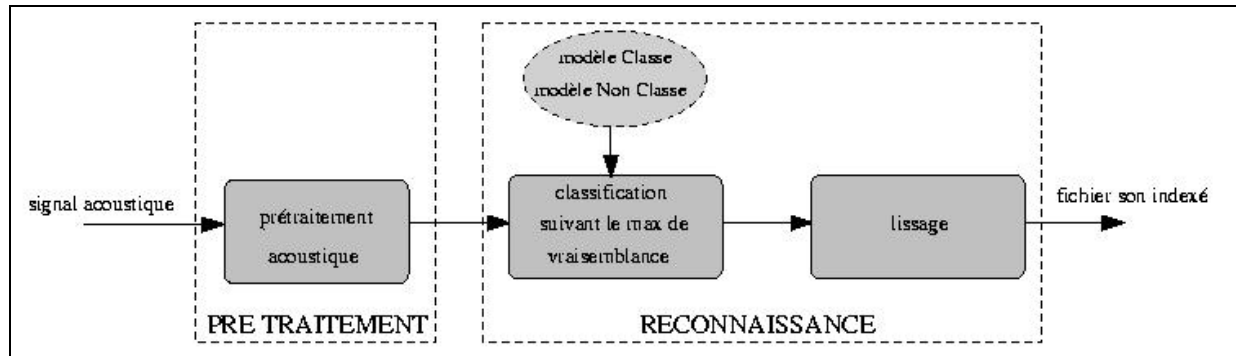 modèle Classe
modèle Non Classe
signal acoustique
prétraitement
acoustique
classification
suivant le max de
vraisemblance
lissage
fichier son indexé
PRE TRAITEMENT
RECONNAISSANCE